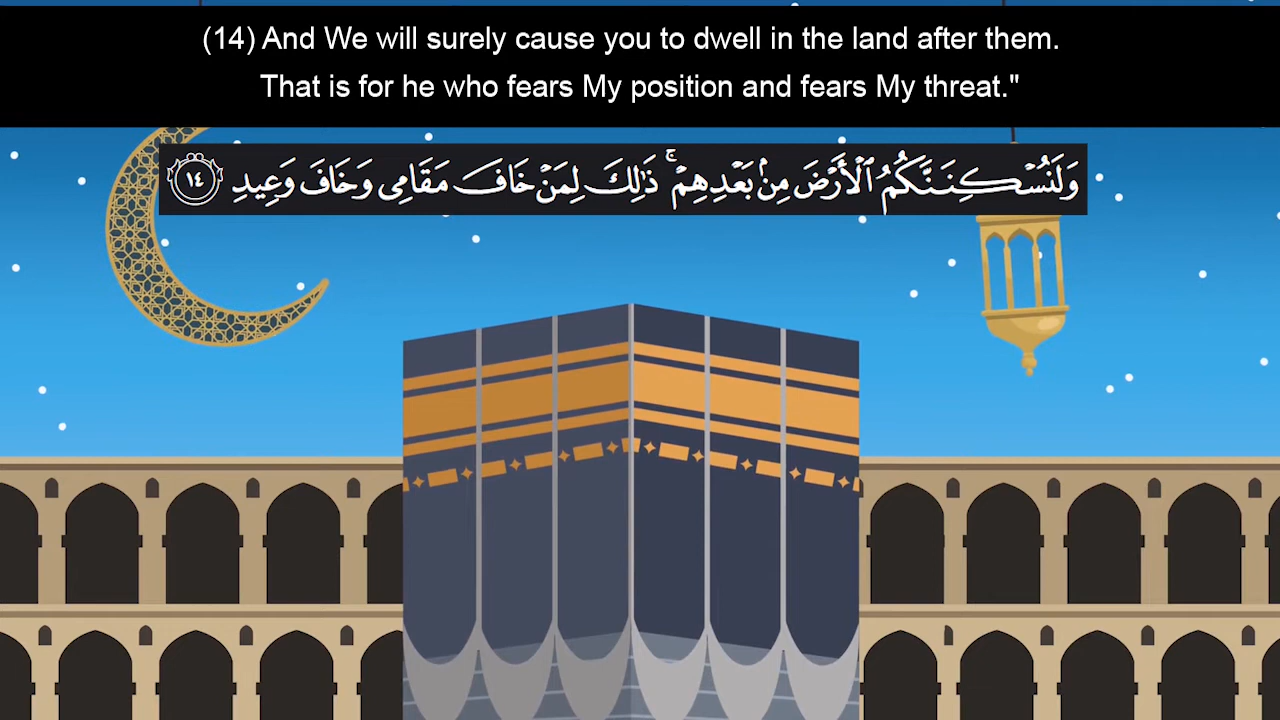 (14) And We will surely cause you to dwell in the land after them.
That is for he who fears My position and fears My threat."
وَلَنُسْكِنَنَّكُمُ ٱلْأَرْضَ مِنۢ بَعْدِهِمْ ۚ ذَٰلِكَ لِمَنْ خَافَ مَقَامِى وَخَافَ وَعِيدِ ١٤